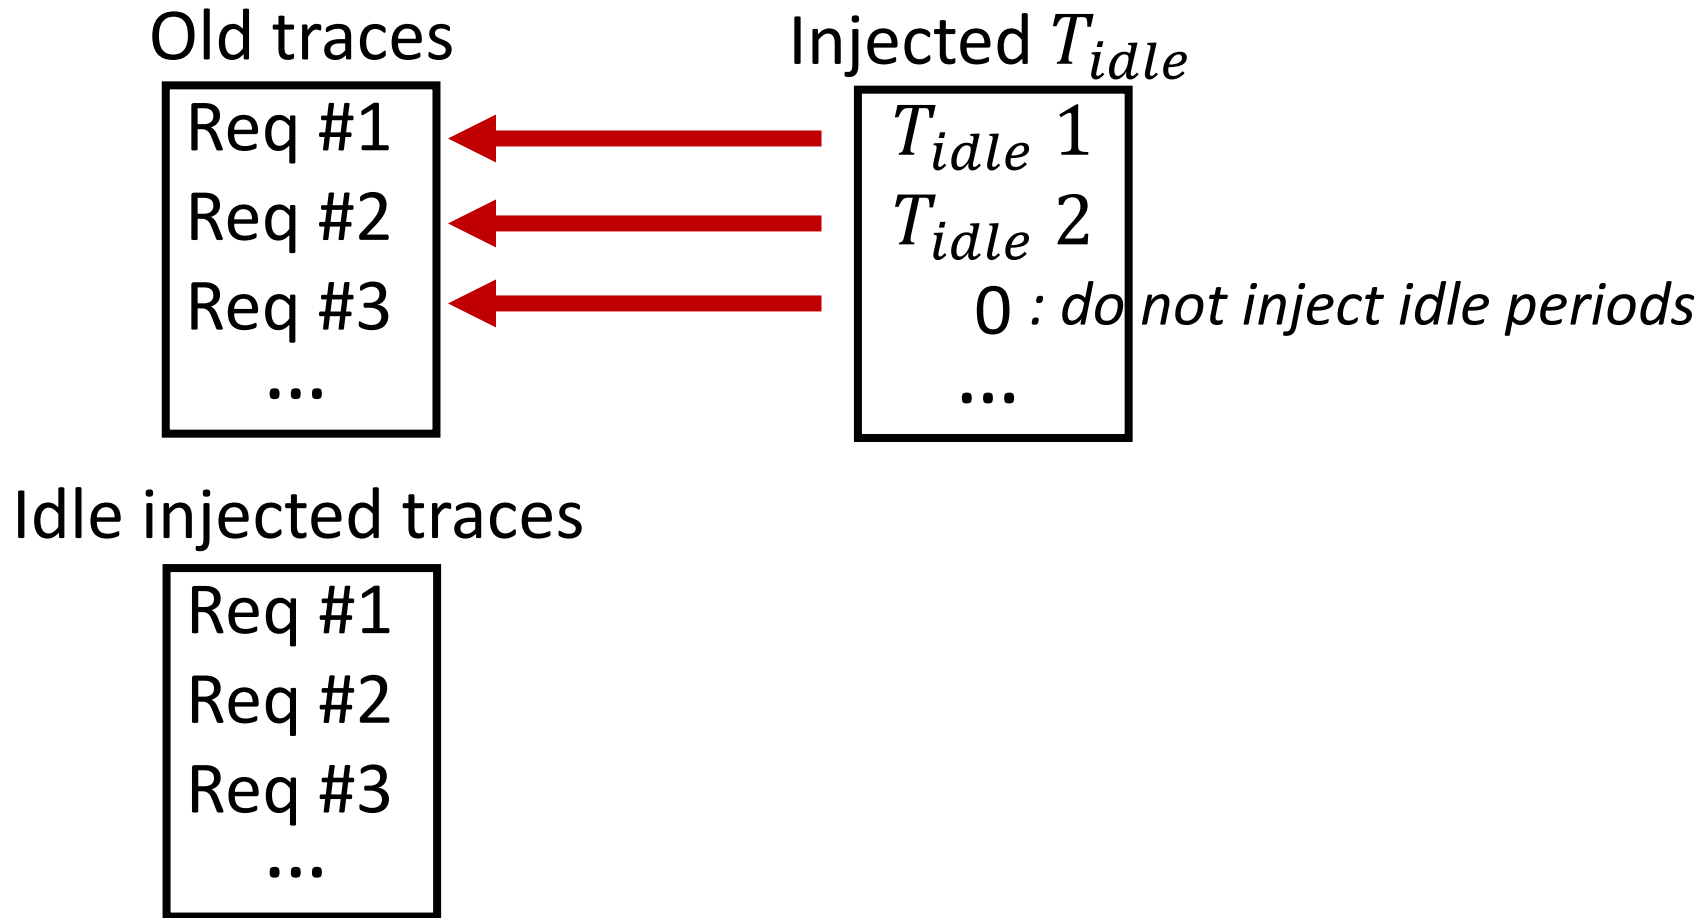 Old traces
Req #1
Req #2
Req #3
...
Injected T_idle
T_idle 1
T_idle 2
0 : do not inject idle periods
...
Idle injected traces
Req #1
Req #2
Req #3
...